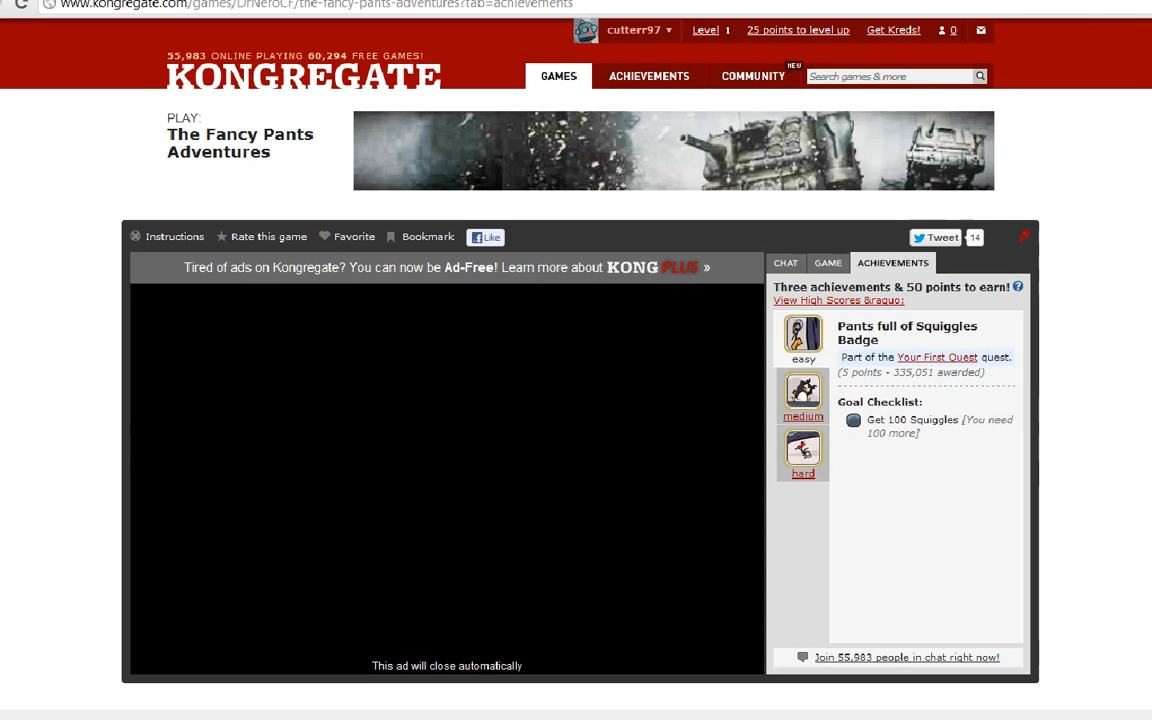 www.kongregate.com/games/DrNeroCF/the-fancy-pants-adventures?tab=achievements
cutterr97 Level 1 25 points to level up Get Kreds! 0
55,983 ONLINE PLAYING 60,294 FREE GAMES!
KONGREGATE
GAMES ACHIEVEMENTS COMMUNITY NEW Search games & more
PLAY:
The Fancy Pants
Adventures
Instructions Rate this game Favorite Bookmark Like Tweet 14
Tired of ads on Kongregate? You can now be Ad-Free! Learn more about KONG PLUS »
CHAT GAME ACHIEVEMENTS
Three achievements & 50 points to earn! ?
View High Scores &raquo;
easy
medium
hard
Pants full of Squiggles
Badge
Part of the Your First Quest quest.
(5 points - 335,051 awarded)
Goal Checklist:
Get 100 Squiggles [You need
100 more]
This ad will close automatically
Join 55,983 people in chat right now!